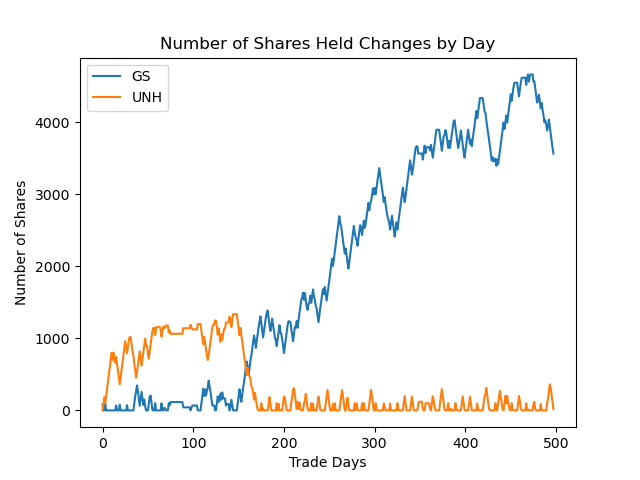 Number of Shares Held Changes by Day
GS
UNH
Number of Shares
4000
3000
2000
1000
0
0 100 200 300 400 500
Trade Days